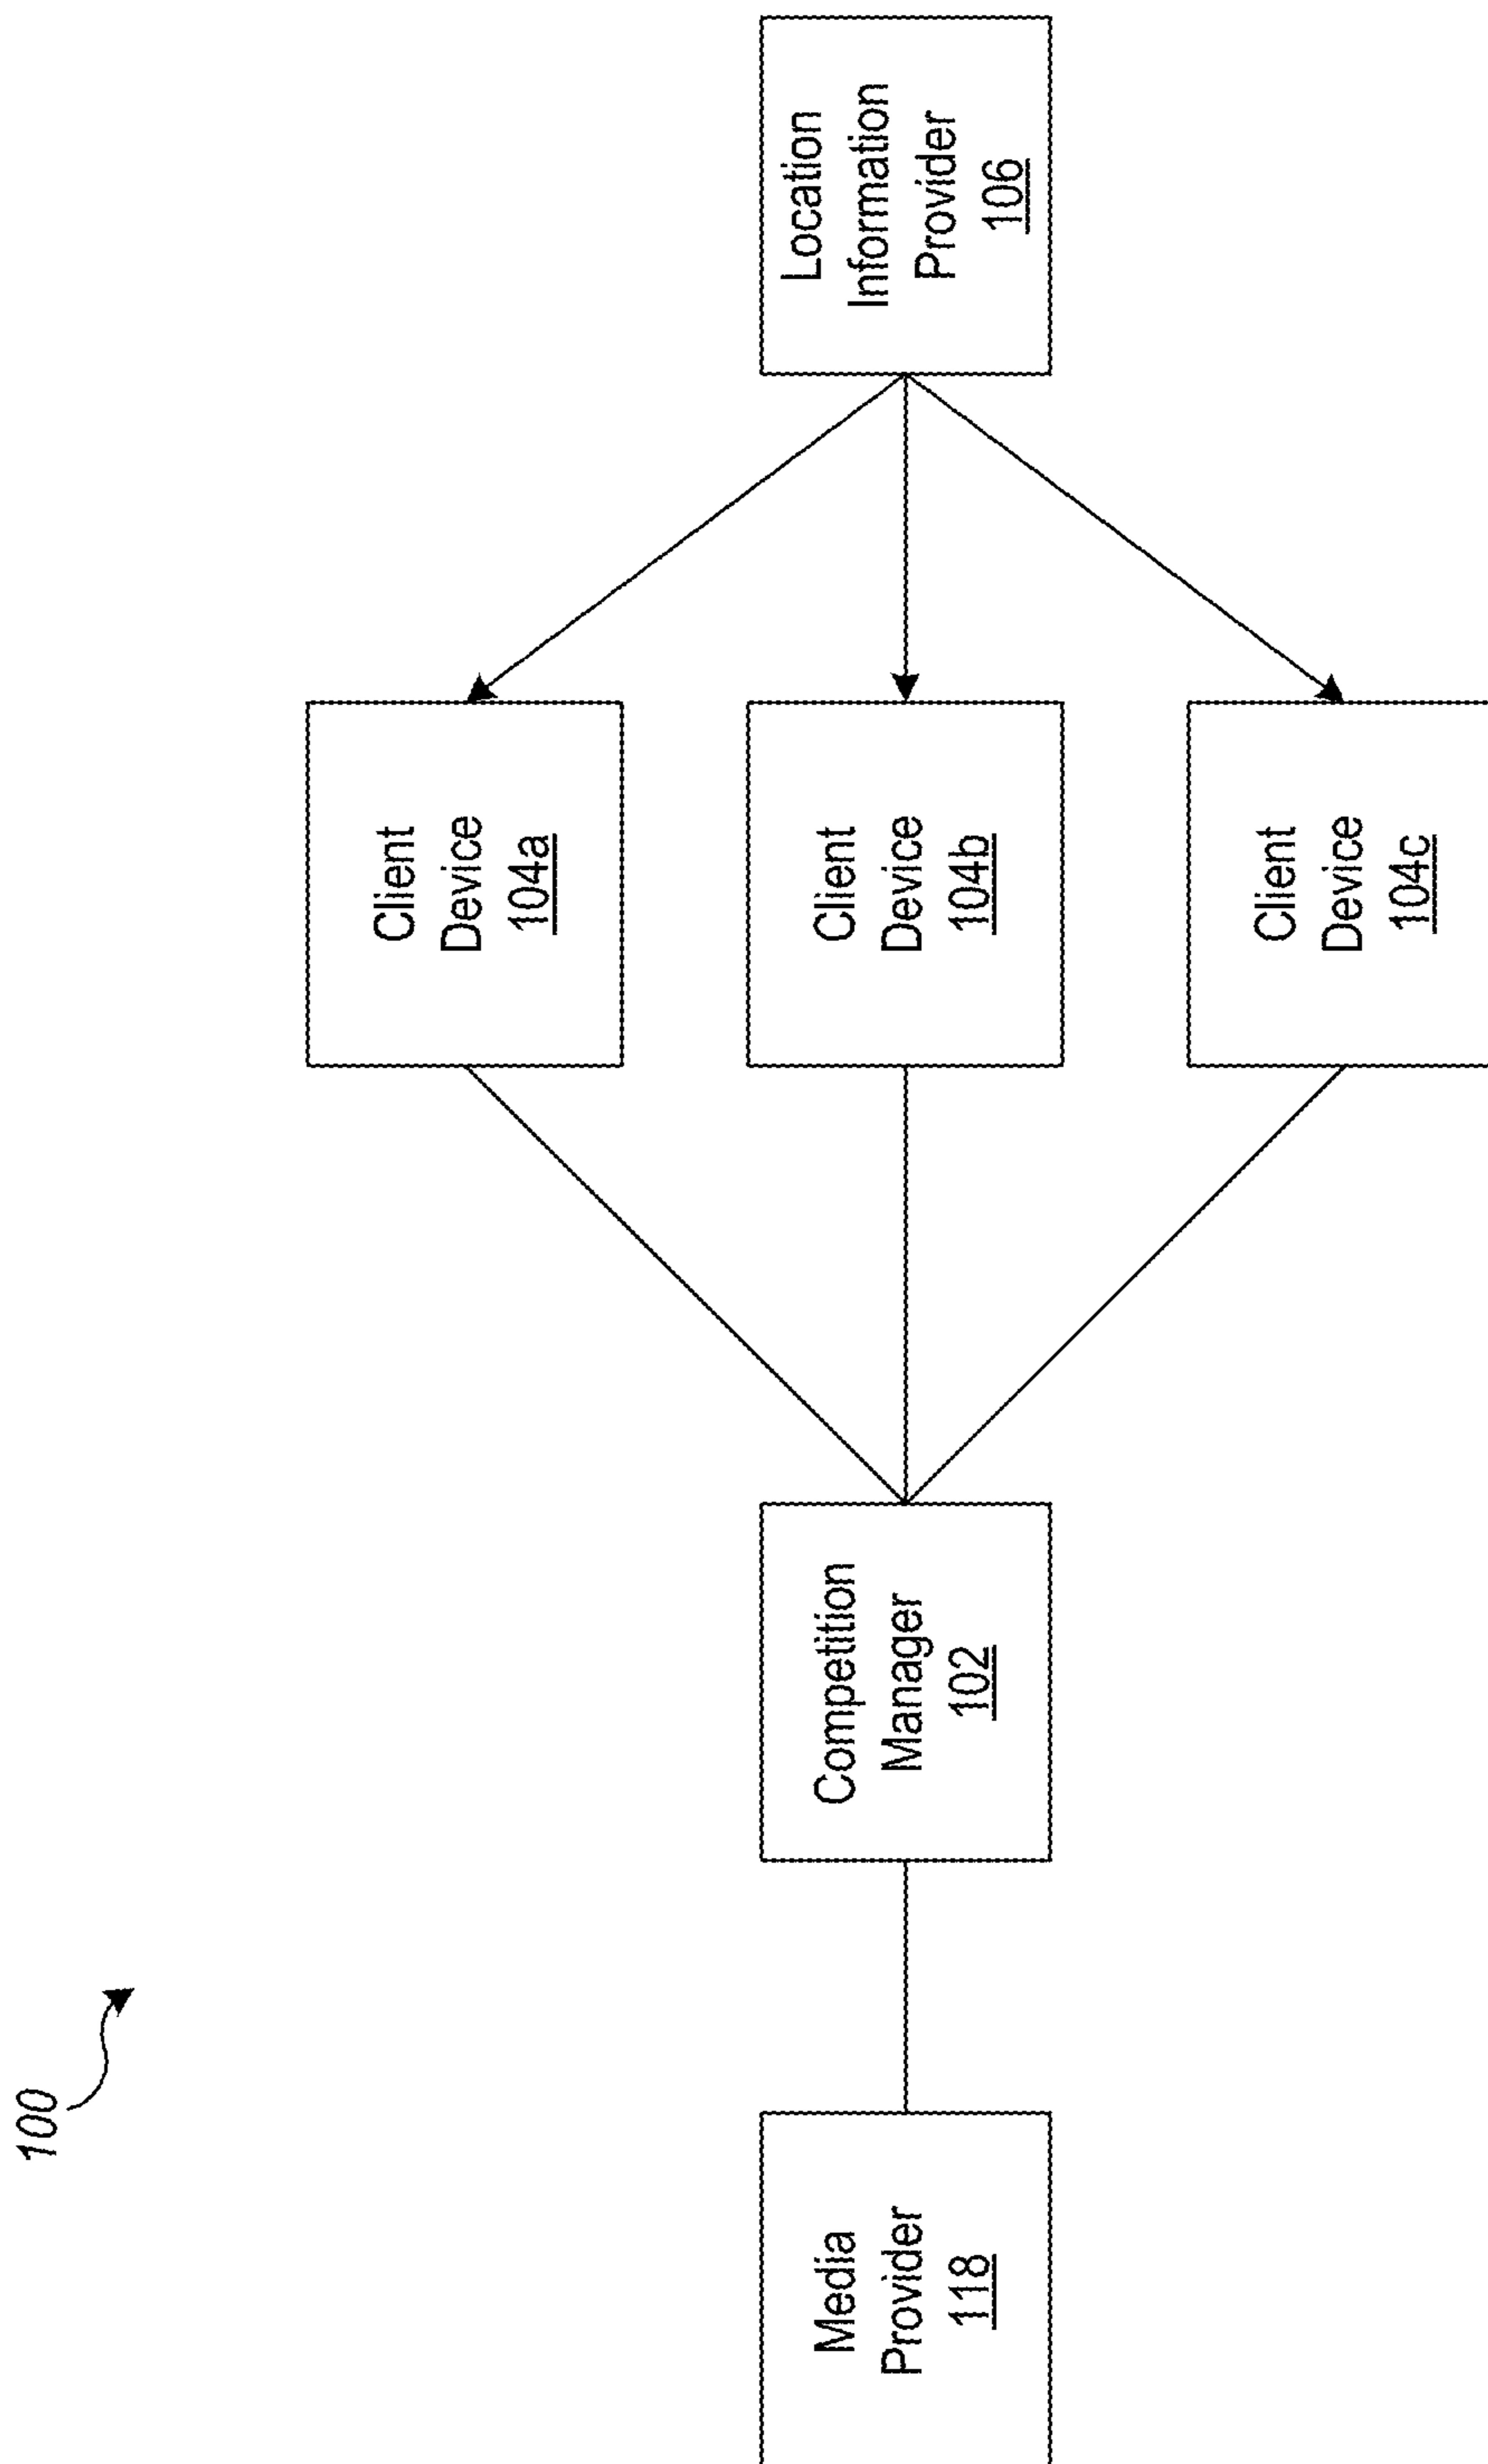 100
Media
Provider
118
Competition
Manager
102
Client
Device
104a
Client
Device
104b
Client
Device
104c
Location
Information
Provider
106